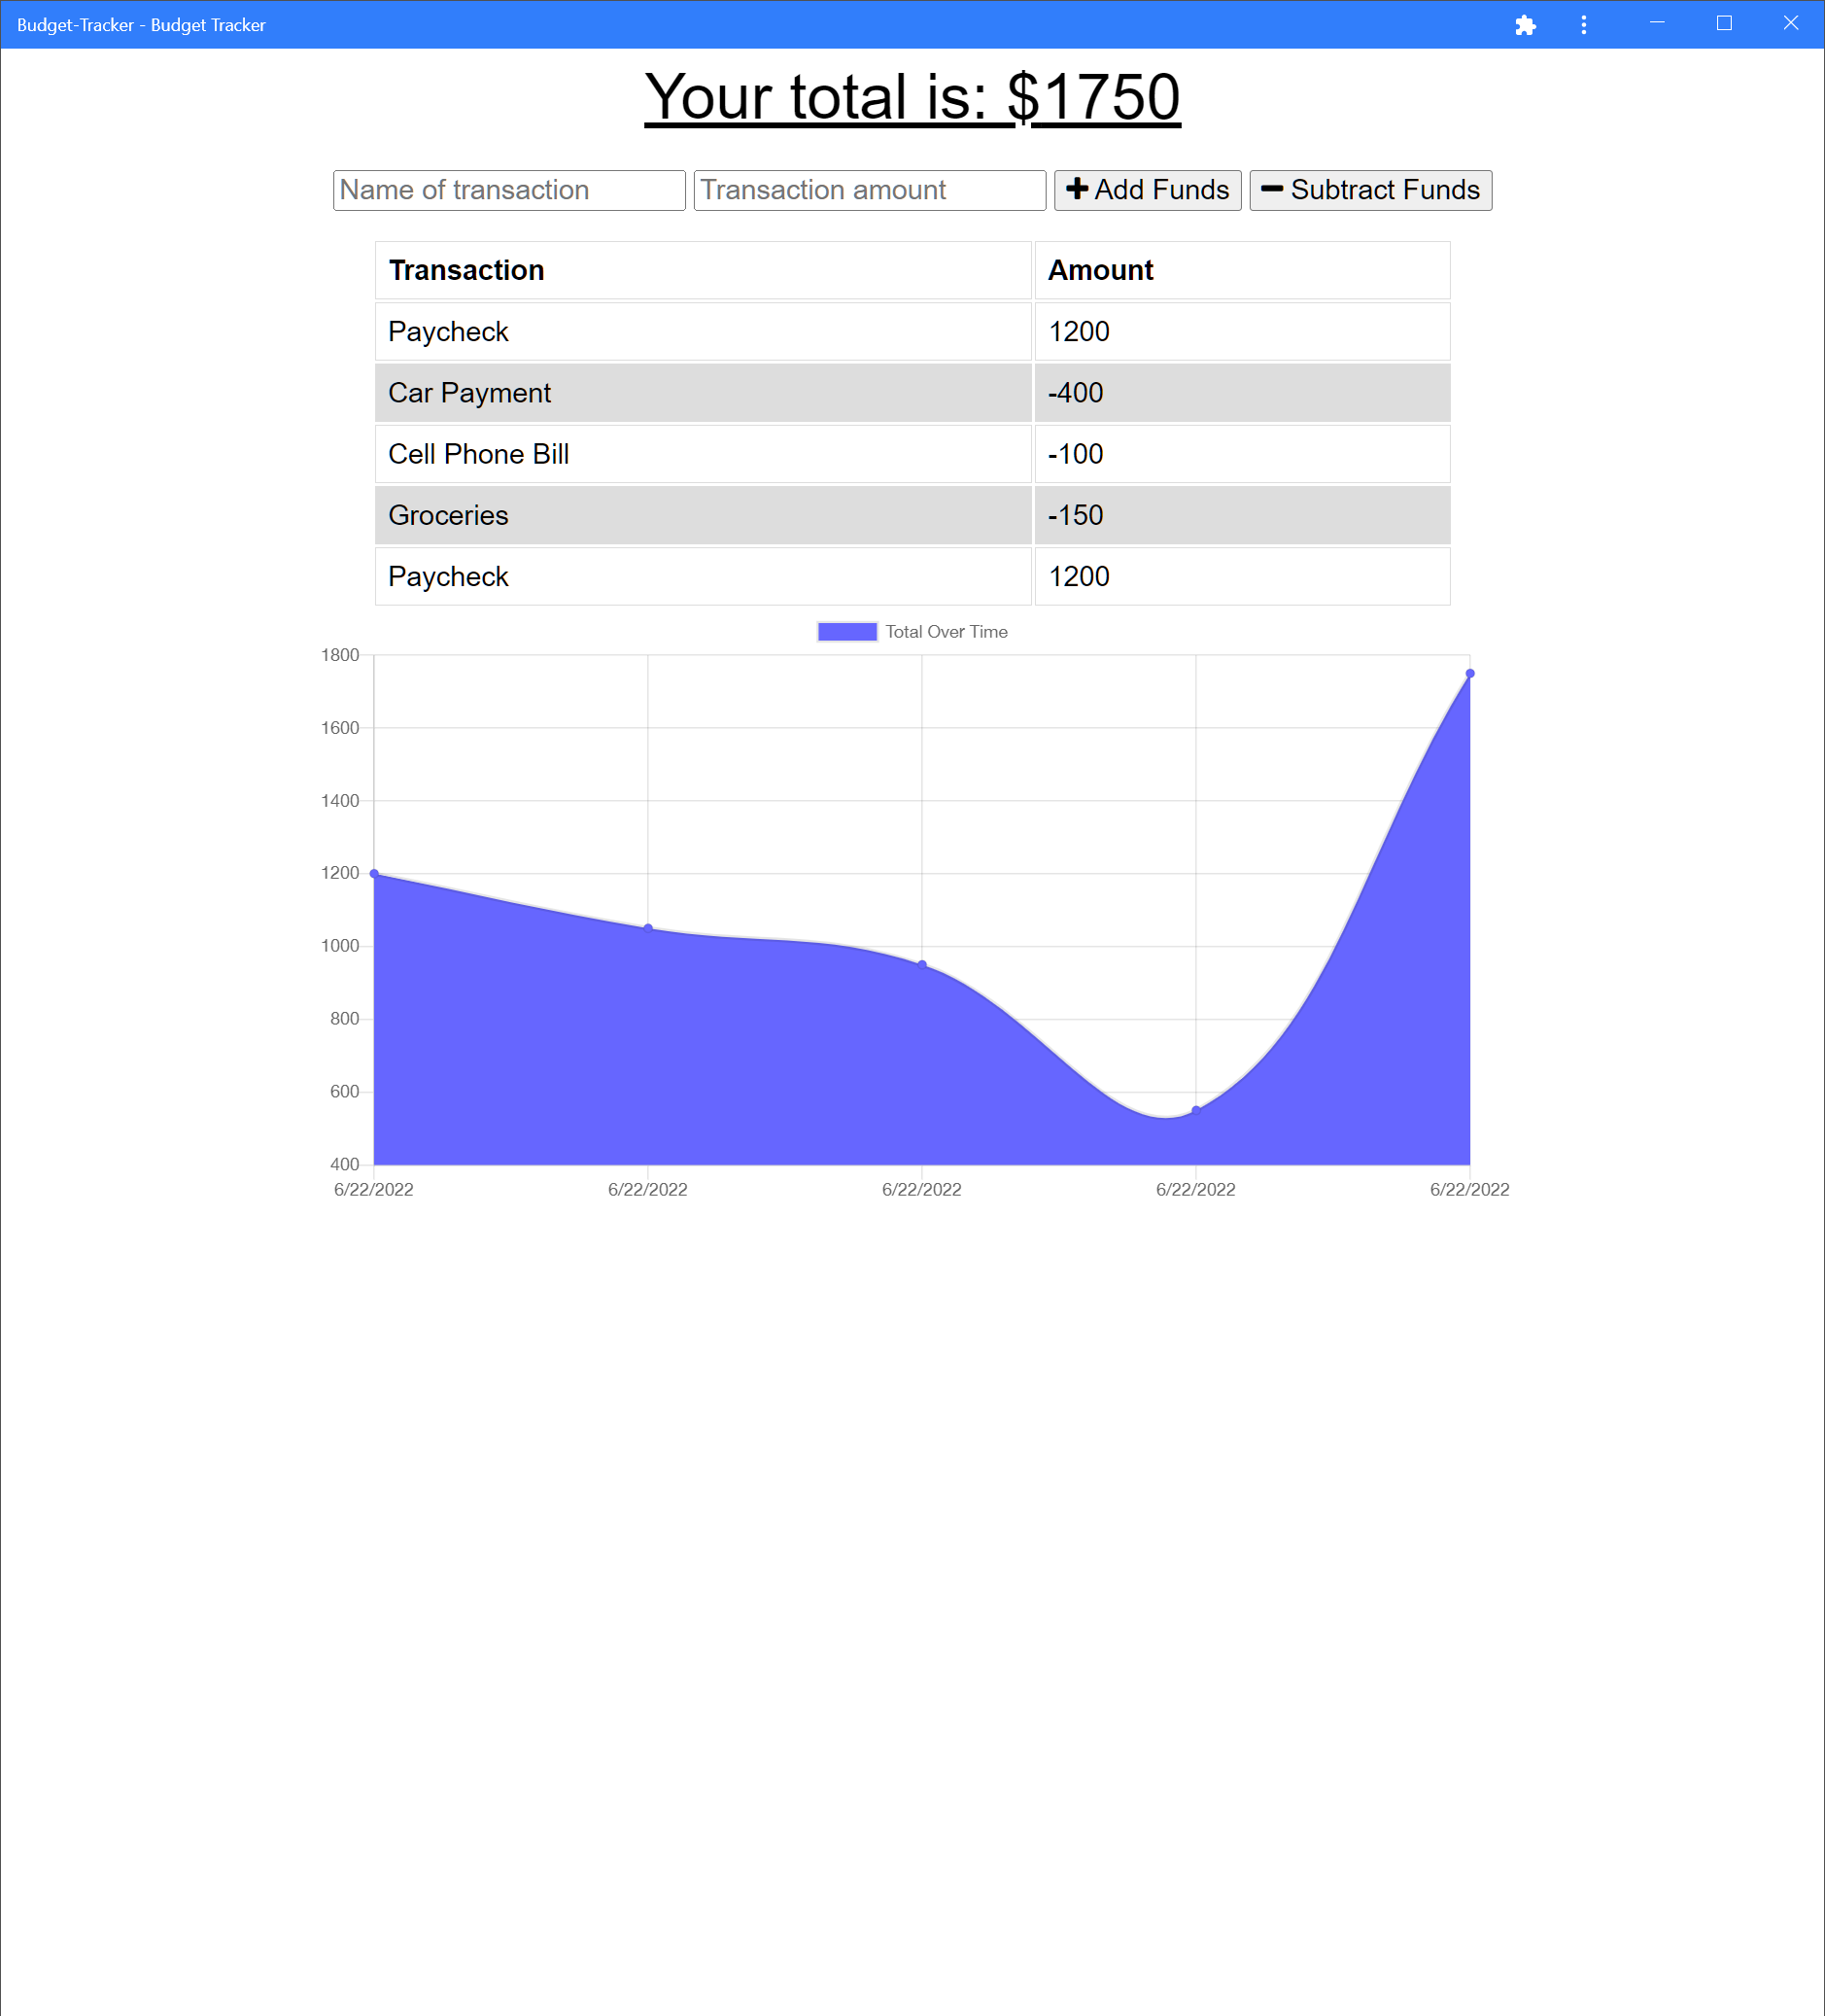 Budget-Tracker - Budget Tracker
Your total is: $1750
Name of transaction Transaction amount Add Funds Subtract Funds
Transaction Amount
Paycheck 1200
Car Payment -400
Cell Phone Bill -100
Groceries -150
Paycheck 1200
Total Over Time
1800
1600
1400
1200
1000
800
600
400
6/22/2022 6/22/2022 6/22/2022 6/22/2022 6/22/2022